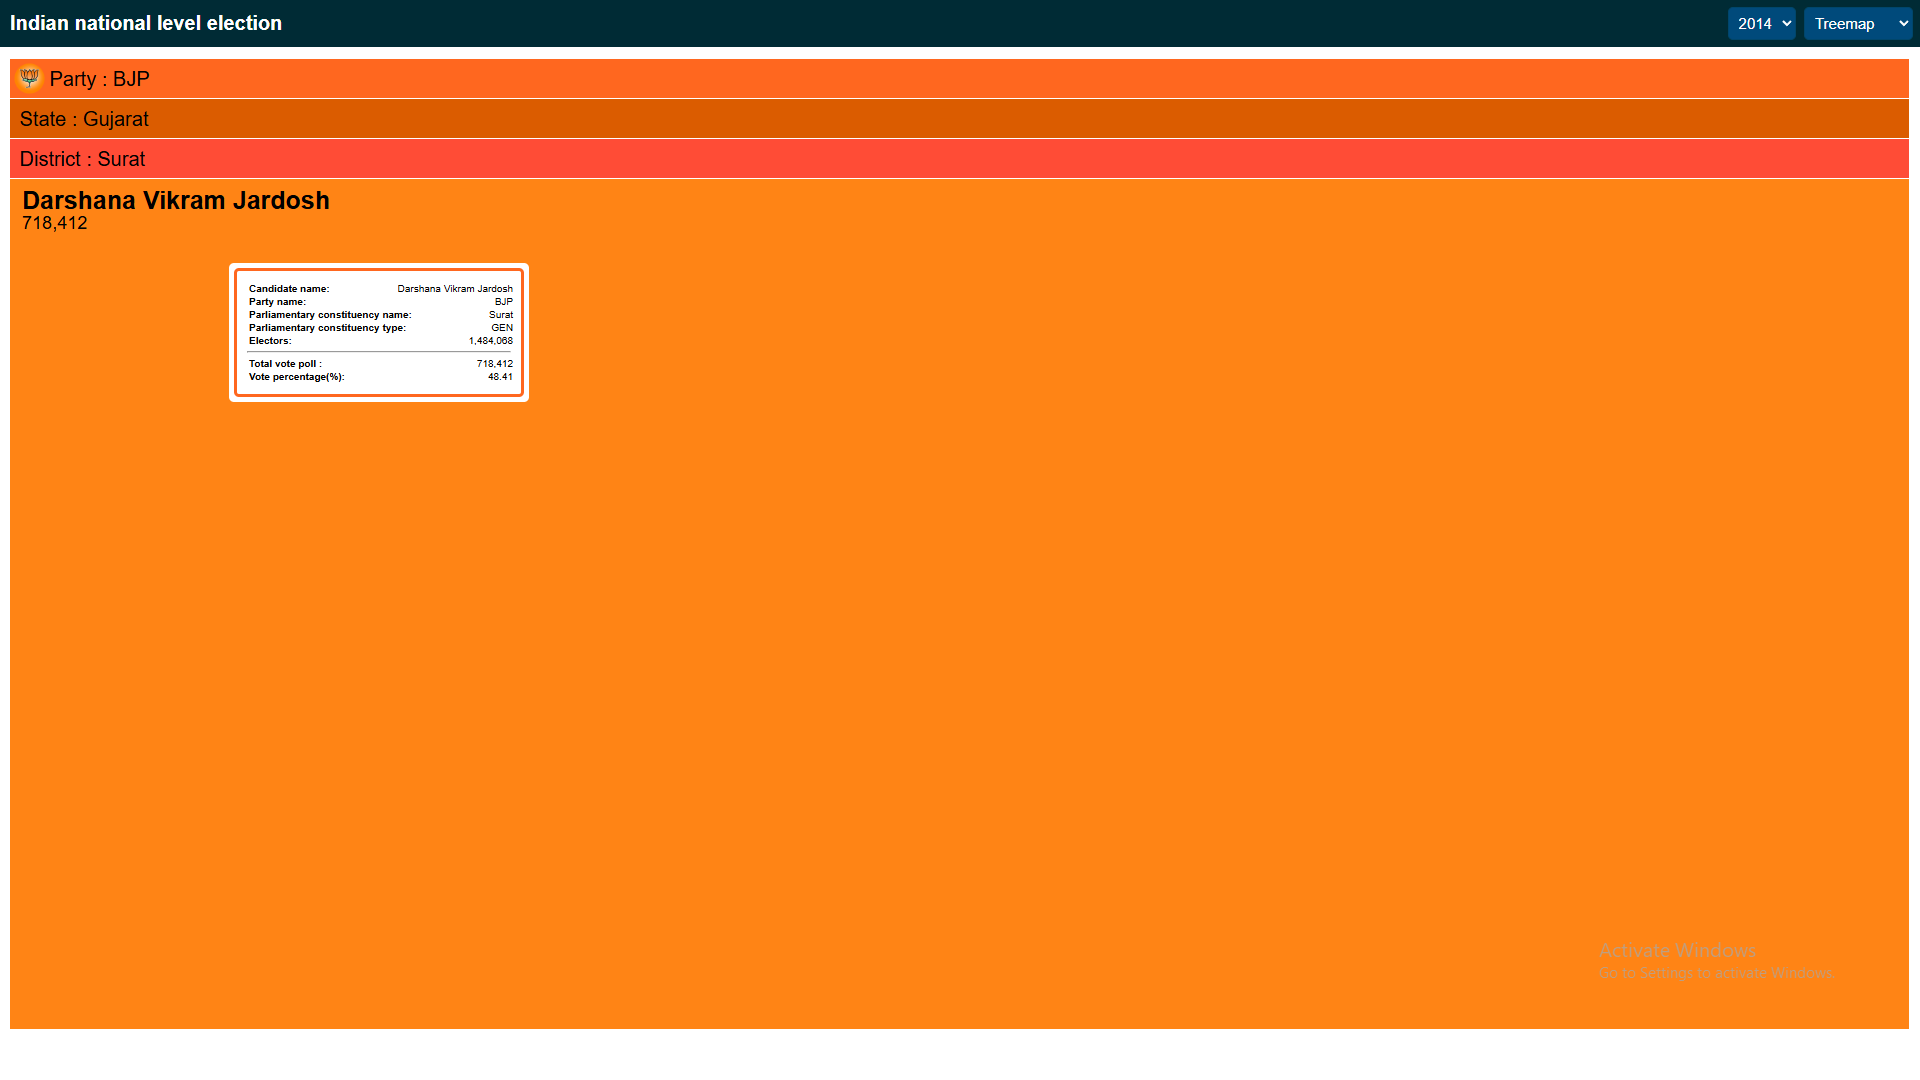 Indian national level election
2014
Treemap
Party : BJP
State : Gujarat
District : Surat
Darshana Vikram Jardosh
718,412
Candidate name: Darshana Vikram Jardosh
Party name: BJP
Parliamentary constituency name: Surat
Parliamentary constituency type: GEN
Electors: 1,484,068
Total vote poll : 718,412
Vote percentage(%): 48.41
Activate Windows
Go to Settings to activate Windows.